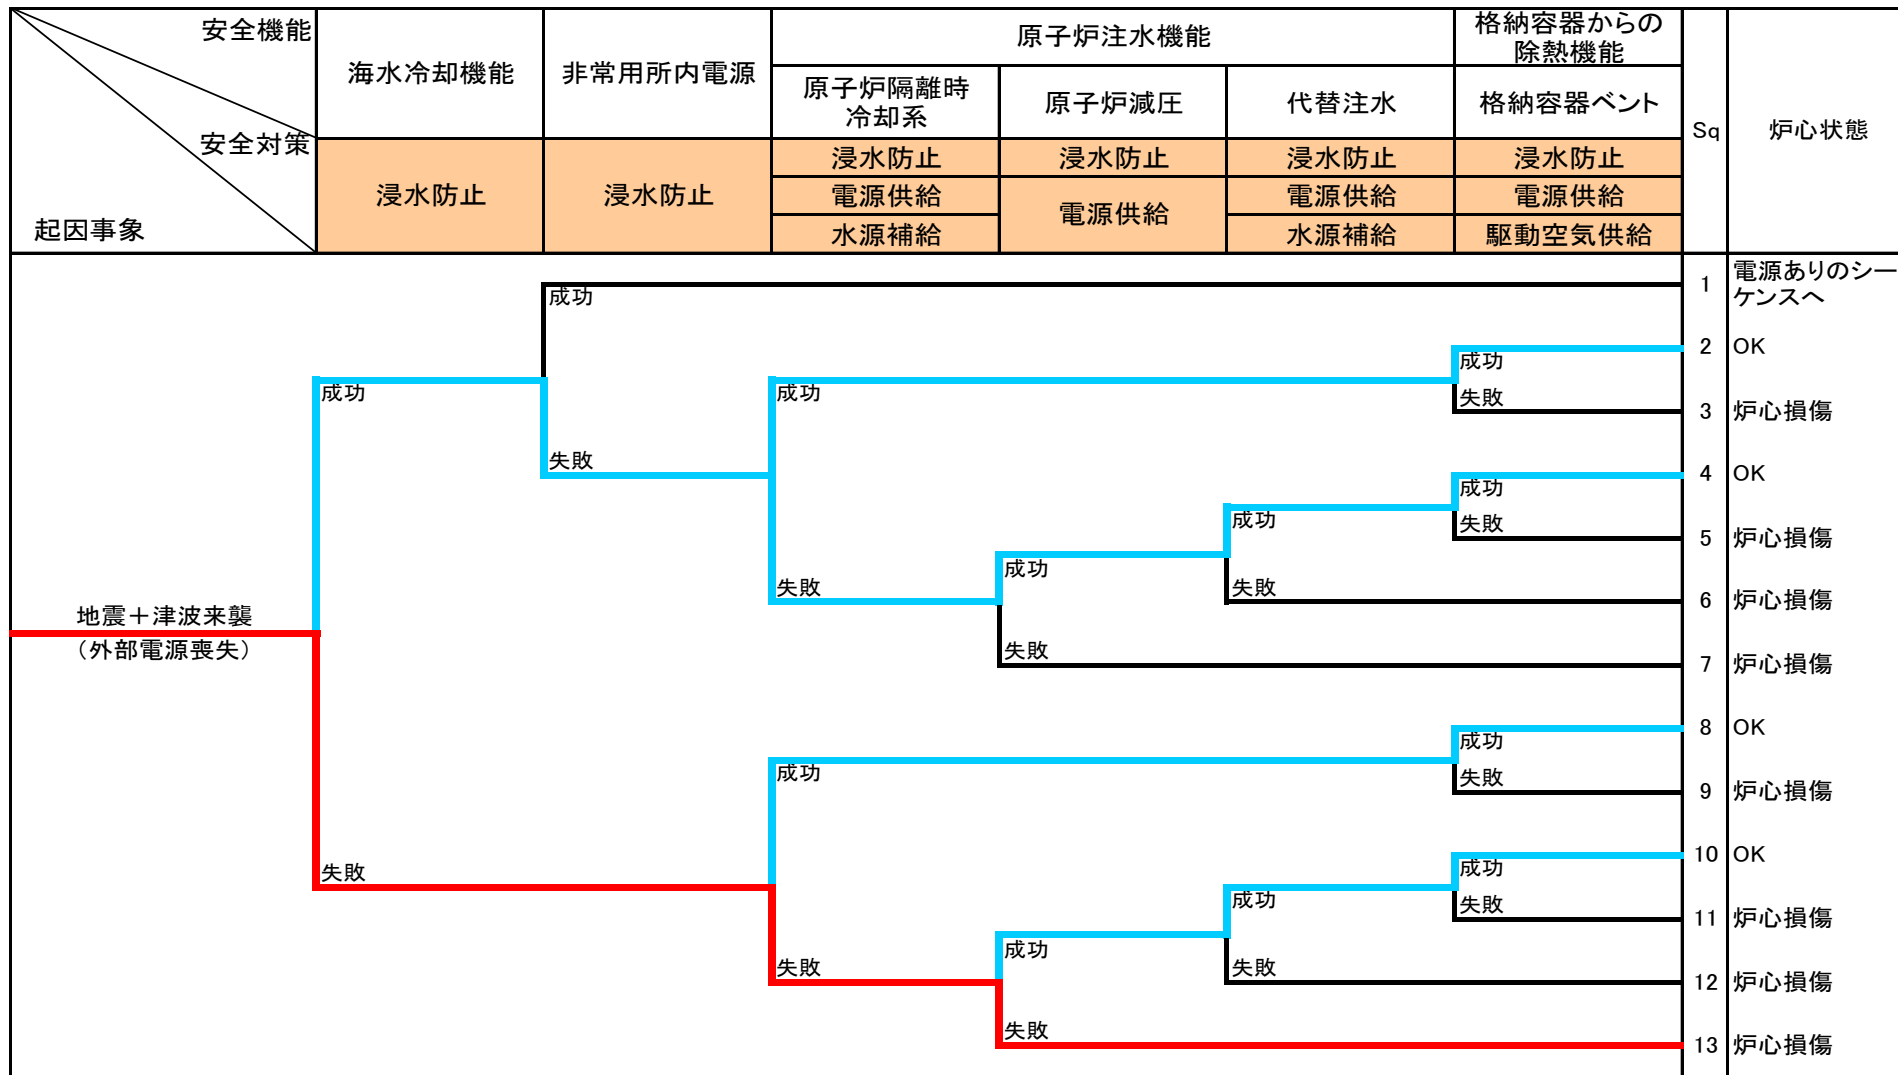 安全機能
安全対策
起因事象
海水冷却機能
非常用所内電源
原子炉注水機能
格納容器からの
除熱機能
原子炉隔離時
冷却系
原子炉減圧
代替注水
格納容器ベント
Sq
炉心状態
浸水防止
浸水防止
浸水防止
浸水防止
浸水防止
浸水防止
電源供給
電源供給
電源供給
電源供給
水源補給
水源補給
駆動空気供給
成功
1
電源ありのシー
ケンスへ
成功
2
OK
成功
成功
失敗
3
炉心損傷
失敗
成功
4
OK
成功
失敗
5
炉心損傷
成功
失敗
失敗
6
炉心損傷
地震＋津波来襲
（外部電源喪失）
失敗
7
炉心損傷
成功
8
OK
成功
失敗
9
炉心損傷
失敗
成功
10
OK
成功
失敗
11
炉心損傷
成功
失敗
失敗
12
炉心損傷
失敗
13
炉心損傷